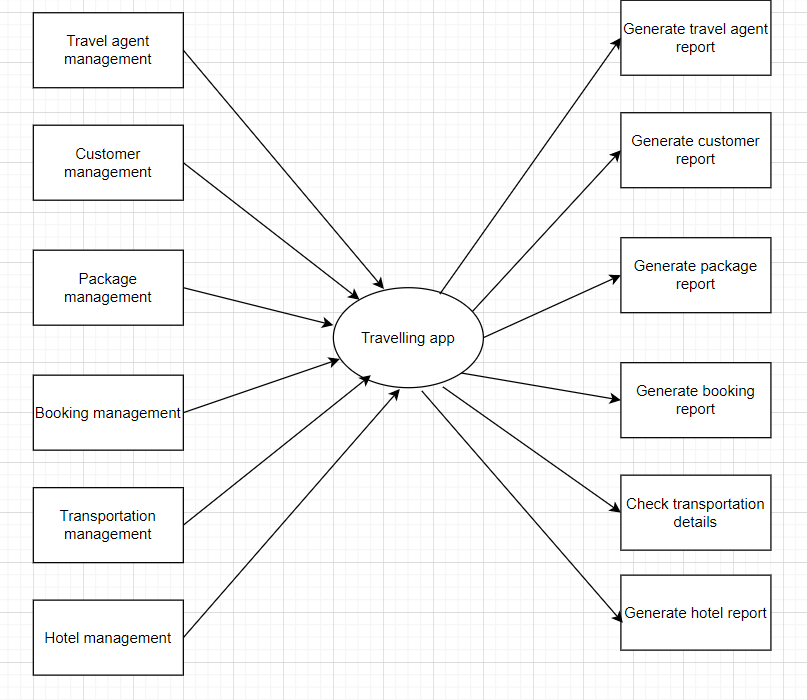 Travel agent
management
Customer
management
Package
management
Booking management
Transportation
management
Hotel management
Travelling app
Generate travel agent
report
Generate customer
report
Generate package
report
Generate booking
report
Check transportation
details
Generate hotel report